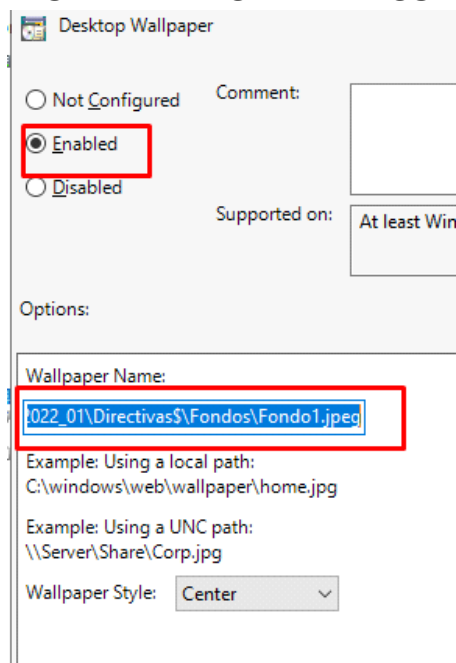 Desktop Wallpaper
Not Configured
Comment:
Enabled
Disabled
Supported on:
At least Win
Options:
Wallpaper Name:
2022_01\Directivas$\Fondos\Fondo1.jpeg
Example: Using a local path:
C:\windows\web\wallpaper\home.jpg
Example: Using a UNC path:
\\Server\Share\Corp.jpg
Wallpaper Style:
Center